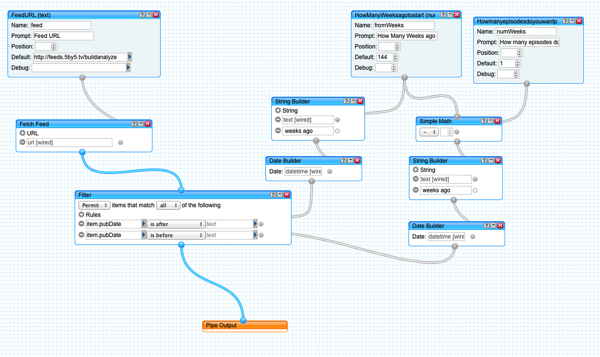 FeedURL (text)
Name: feed
Prompt: Feed URL
Position:
Default: http://feeds.5by5.tv/buildanalyze
Debug:
HowManyWeeksagotostart (nu
Name: fromWeeks
Prompt: How Many Weeks ago
Position:
Default: 144
Debug:
Howmanyepisodesdoyouwantp
Name: numWeeks
Prompt: How many episodes do
Position:
Default: 1
Debug:
Fetch Feed
URL
url [wired]
String Builder
String
text [wired]
weeks ago
Simple Math
-
Date Builder
Date: datetime [wire
String Builder
String
text [wired]
weeks ago
Date Builder
Date: datetime [wire
Filter
Permit items that match all of the following
Rules
item.pubDate is after text
item.pubDate is before text
Pipe Output